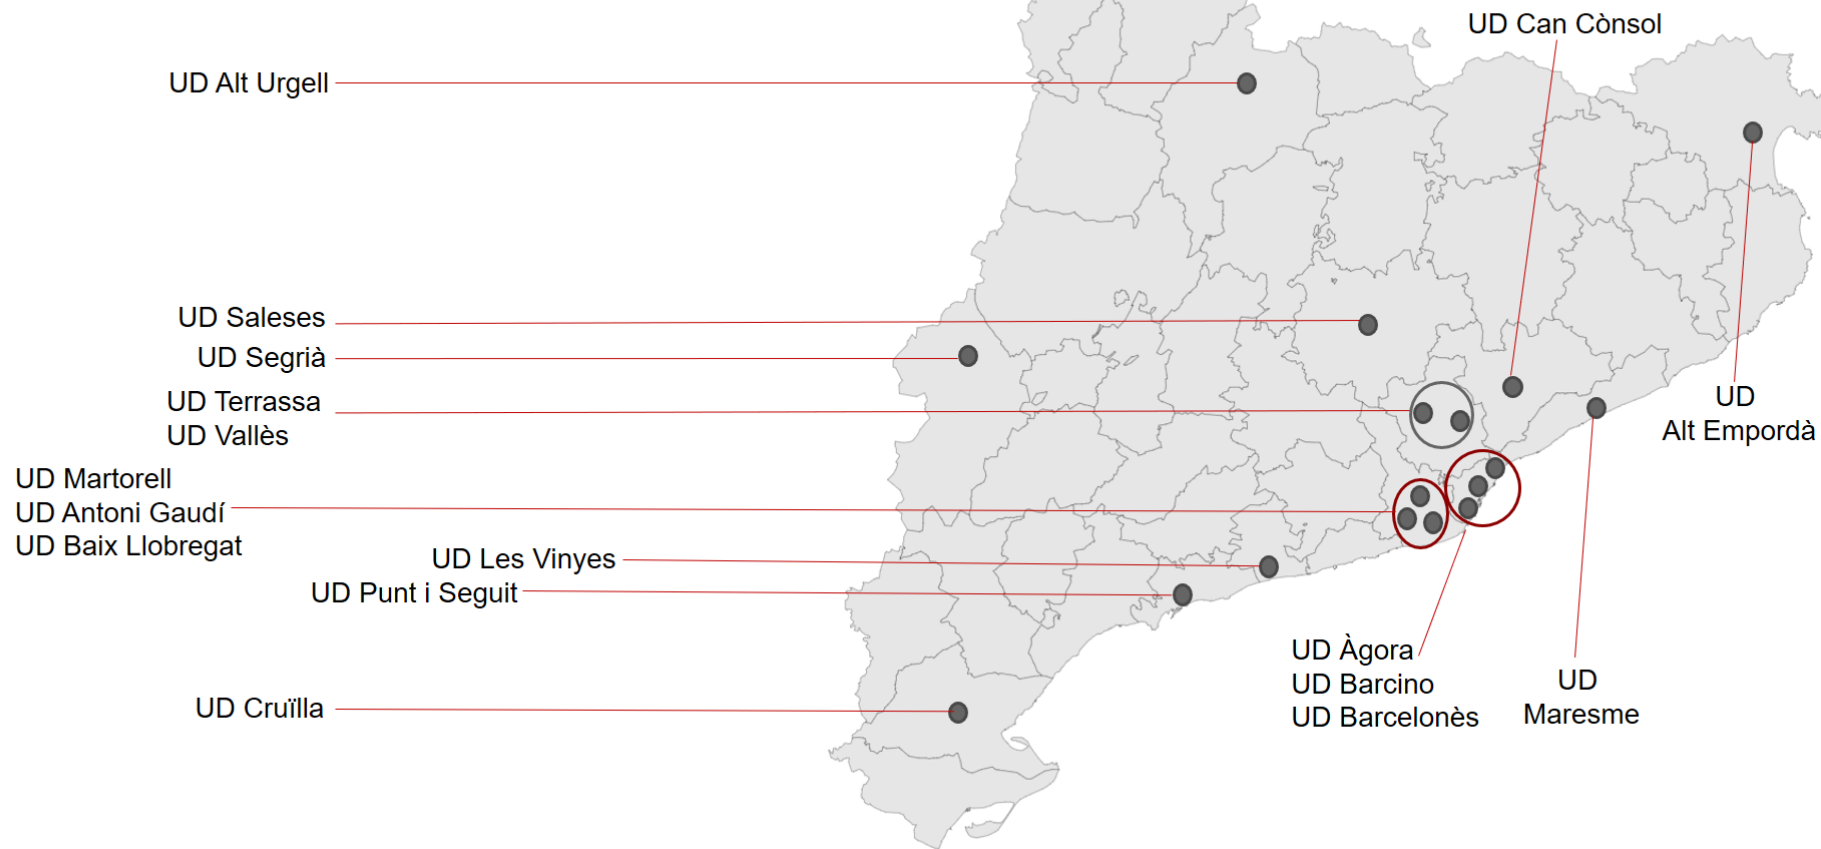 UD Can Cònsol
UD Alt Urgell
UD Saleses
UD Segrià
UD Terrassa
UD Vallès
UD
Alt Empordà
UD Martorell
UD Antoni Gaudí
UD Baix Llobregat
UD Les Vinyes
UD Punt i Seguit
UD Àgora
UD Barcino
UD Barcelonès
UD
Maresme
UD Cruïlla